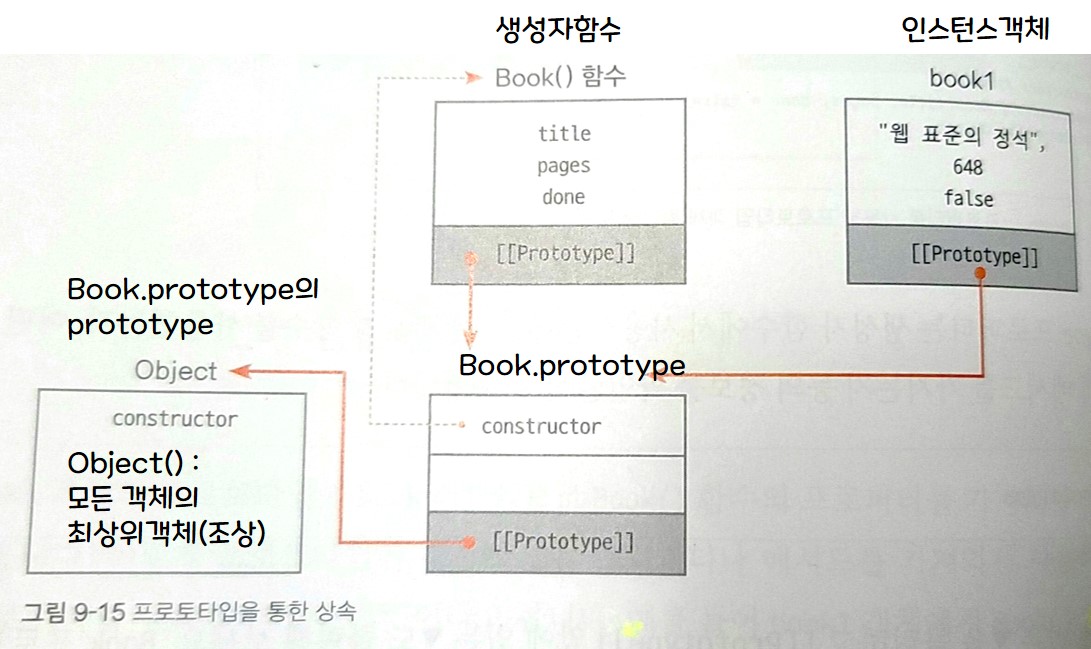 생성자함수
인스턴스객체
Book() 함수
book1
title
pages
done
[[Prototype]]
"웹 표준의 정석",
648
false
[[Prototype]]
Book.prototype의
prototype
Object
constructor
Object() :
모든 객체의
최상위객체(조상)
Book.prototype
constructor
[[Prototype]]
그림 9-15 프로토타입을 통한 상속